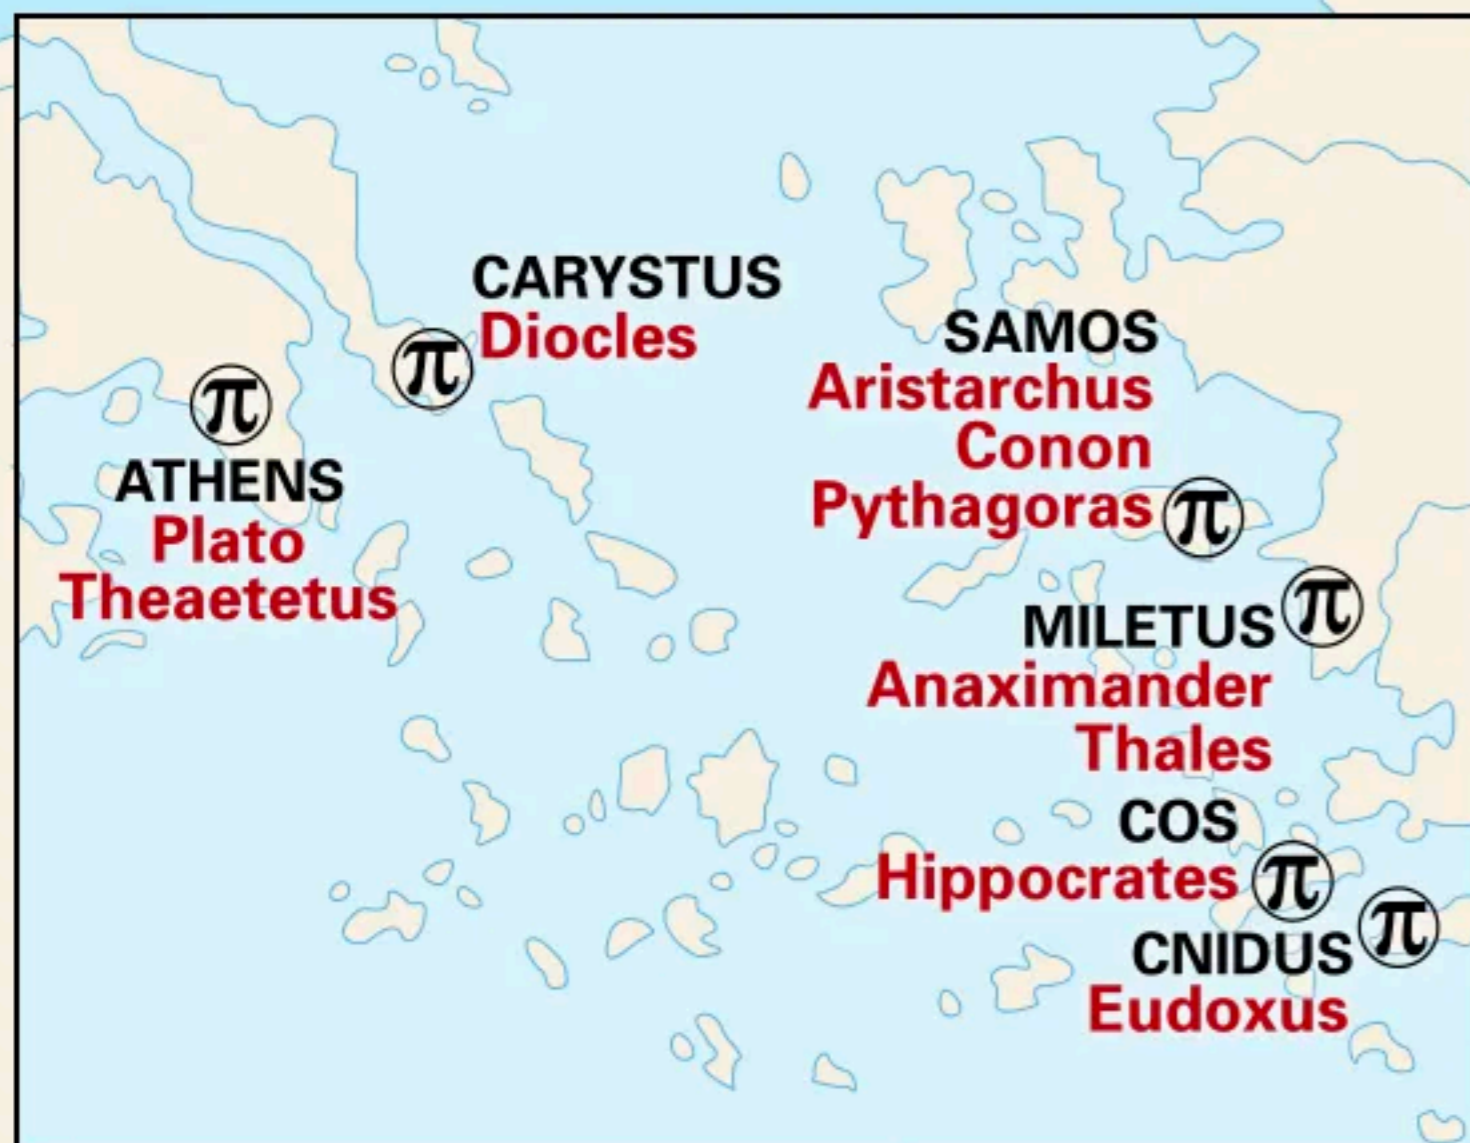 CARYSTUS
π Diocles
π
ATHENS
Plato
Theaetetus
SAMOS
Aristarchus
Conon
Pythagoras π
MILETUS π
Anaximander
Thales
COS
Hippocrates π
CNIDUS π
Eudoxus